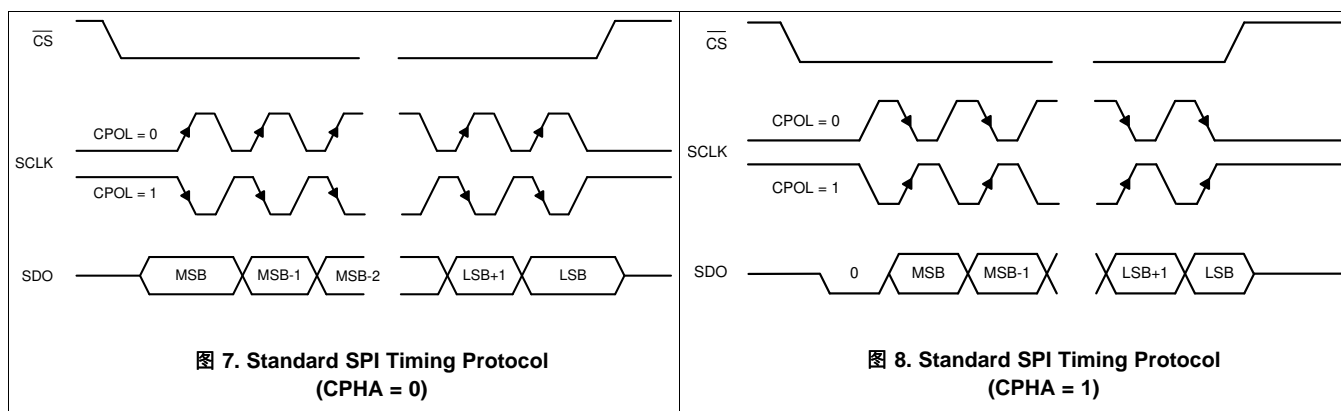 CS
CPOL = 0
SCLK
CPOL = 1
SDO
MSB
MSB-1
MSB-2
LSB+1
LSB
图 7. Standard SPI Timing Protocol
(CPHA = 0)
CS
CPOL = 0
SCLK
CPOL = 1
SDO
0
MSB
MSB-1
LSB+1
LSB
图 8. Standard SPI Timing Protocol
(CPHA = 1)